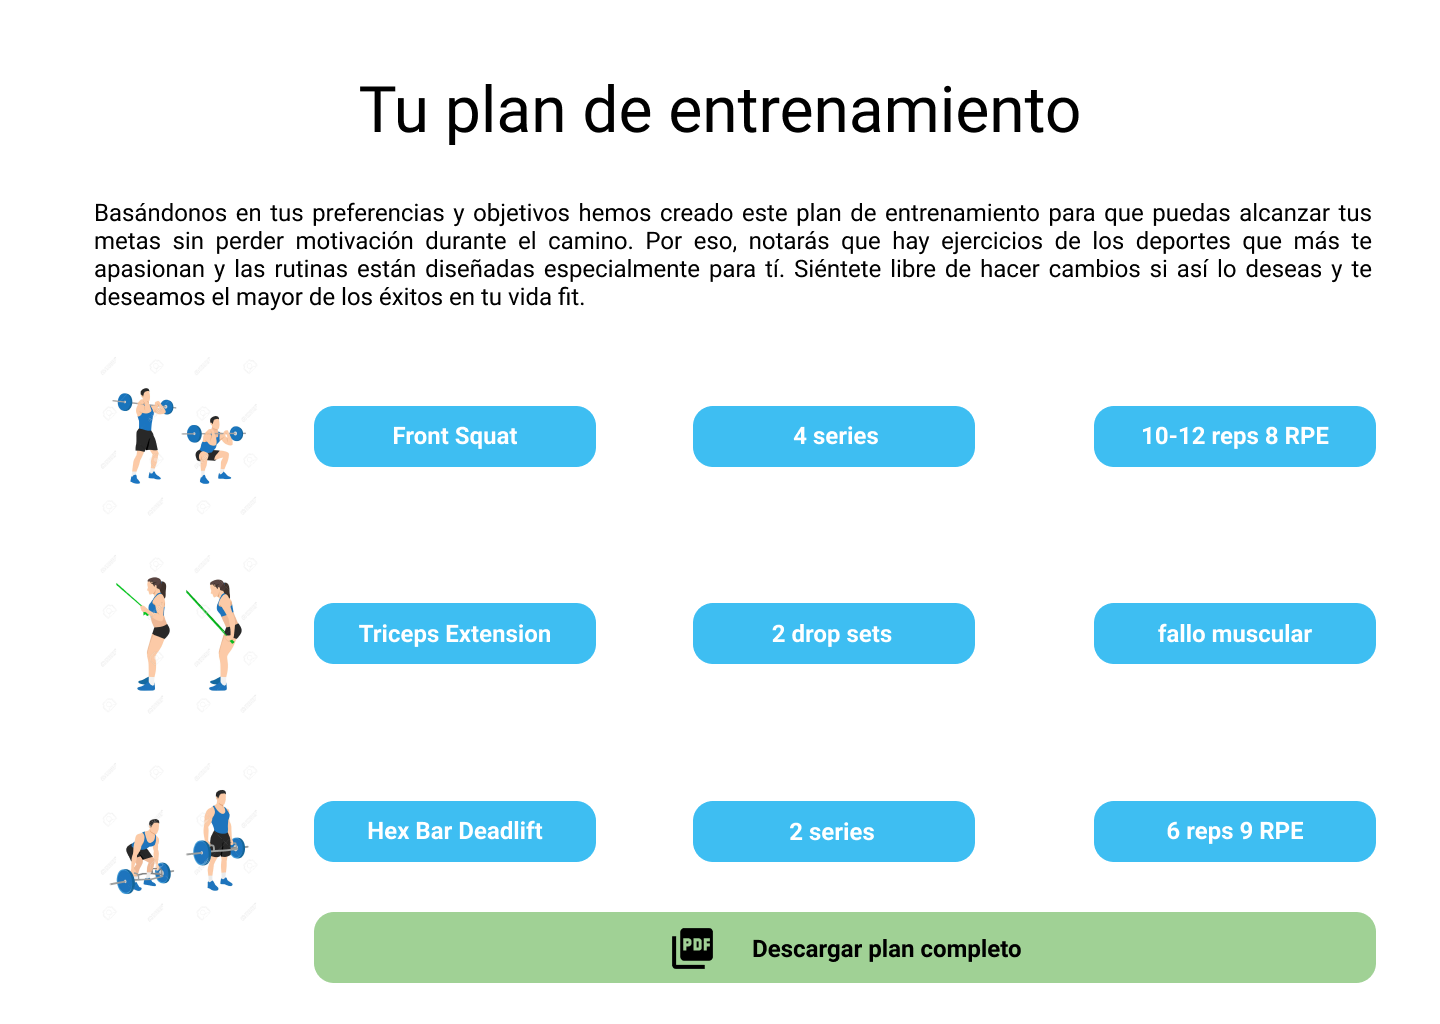 Tu plan de entrenamiento
Basándonos en tus preferencias y objetivos hemos creado este plan de entrenamiento para que puedas alcanzar tus
metas sin perder motivación durante el camino. Por eso, notarás que hay ejercicios de los deportes que más te
apasionan y las rutinas están diseñadas especialmente para tí. Siéntete libre de hacer cambios si así lo deseas y te
deseamos el mayor de los éxitos en tu vida fit.
Front Squat
4 series
10-12 reps 8 RPE
Triceps Extension
2 drop sets
fallo muscular
Hex Bar Deadlift
2 series
6 reps 9 RPE
PDF
Descargar plan completo